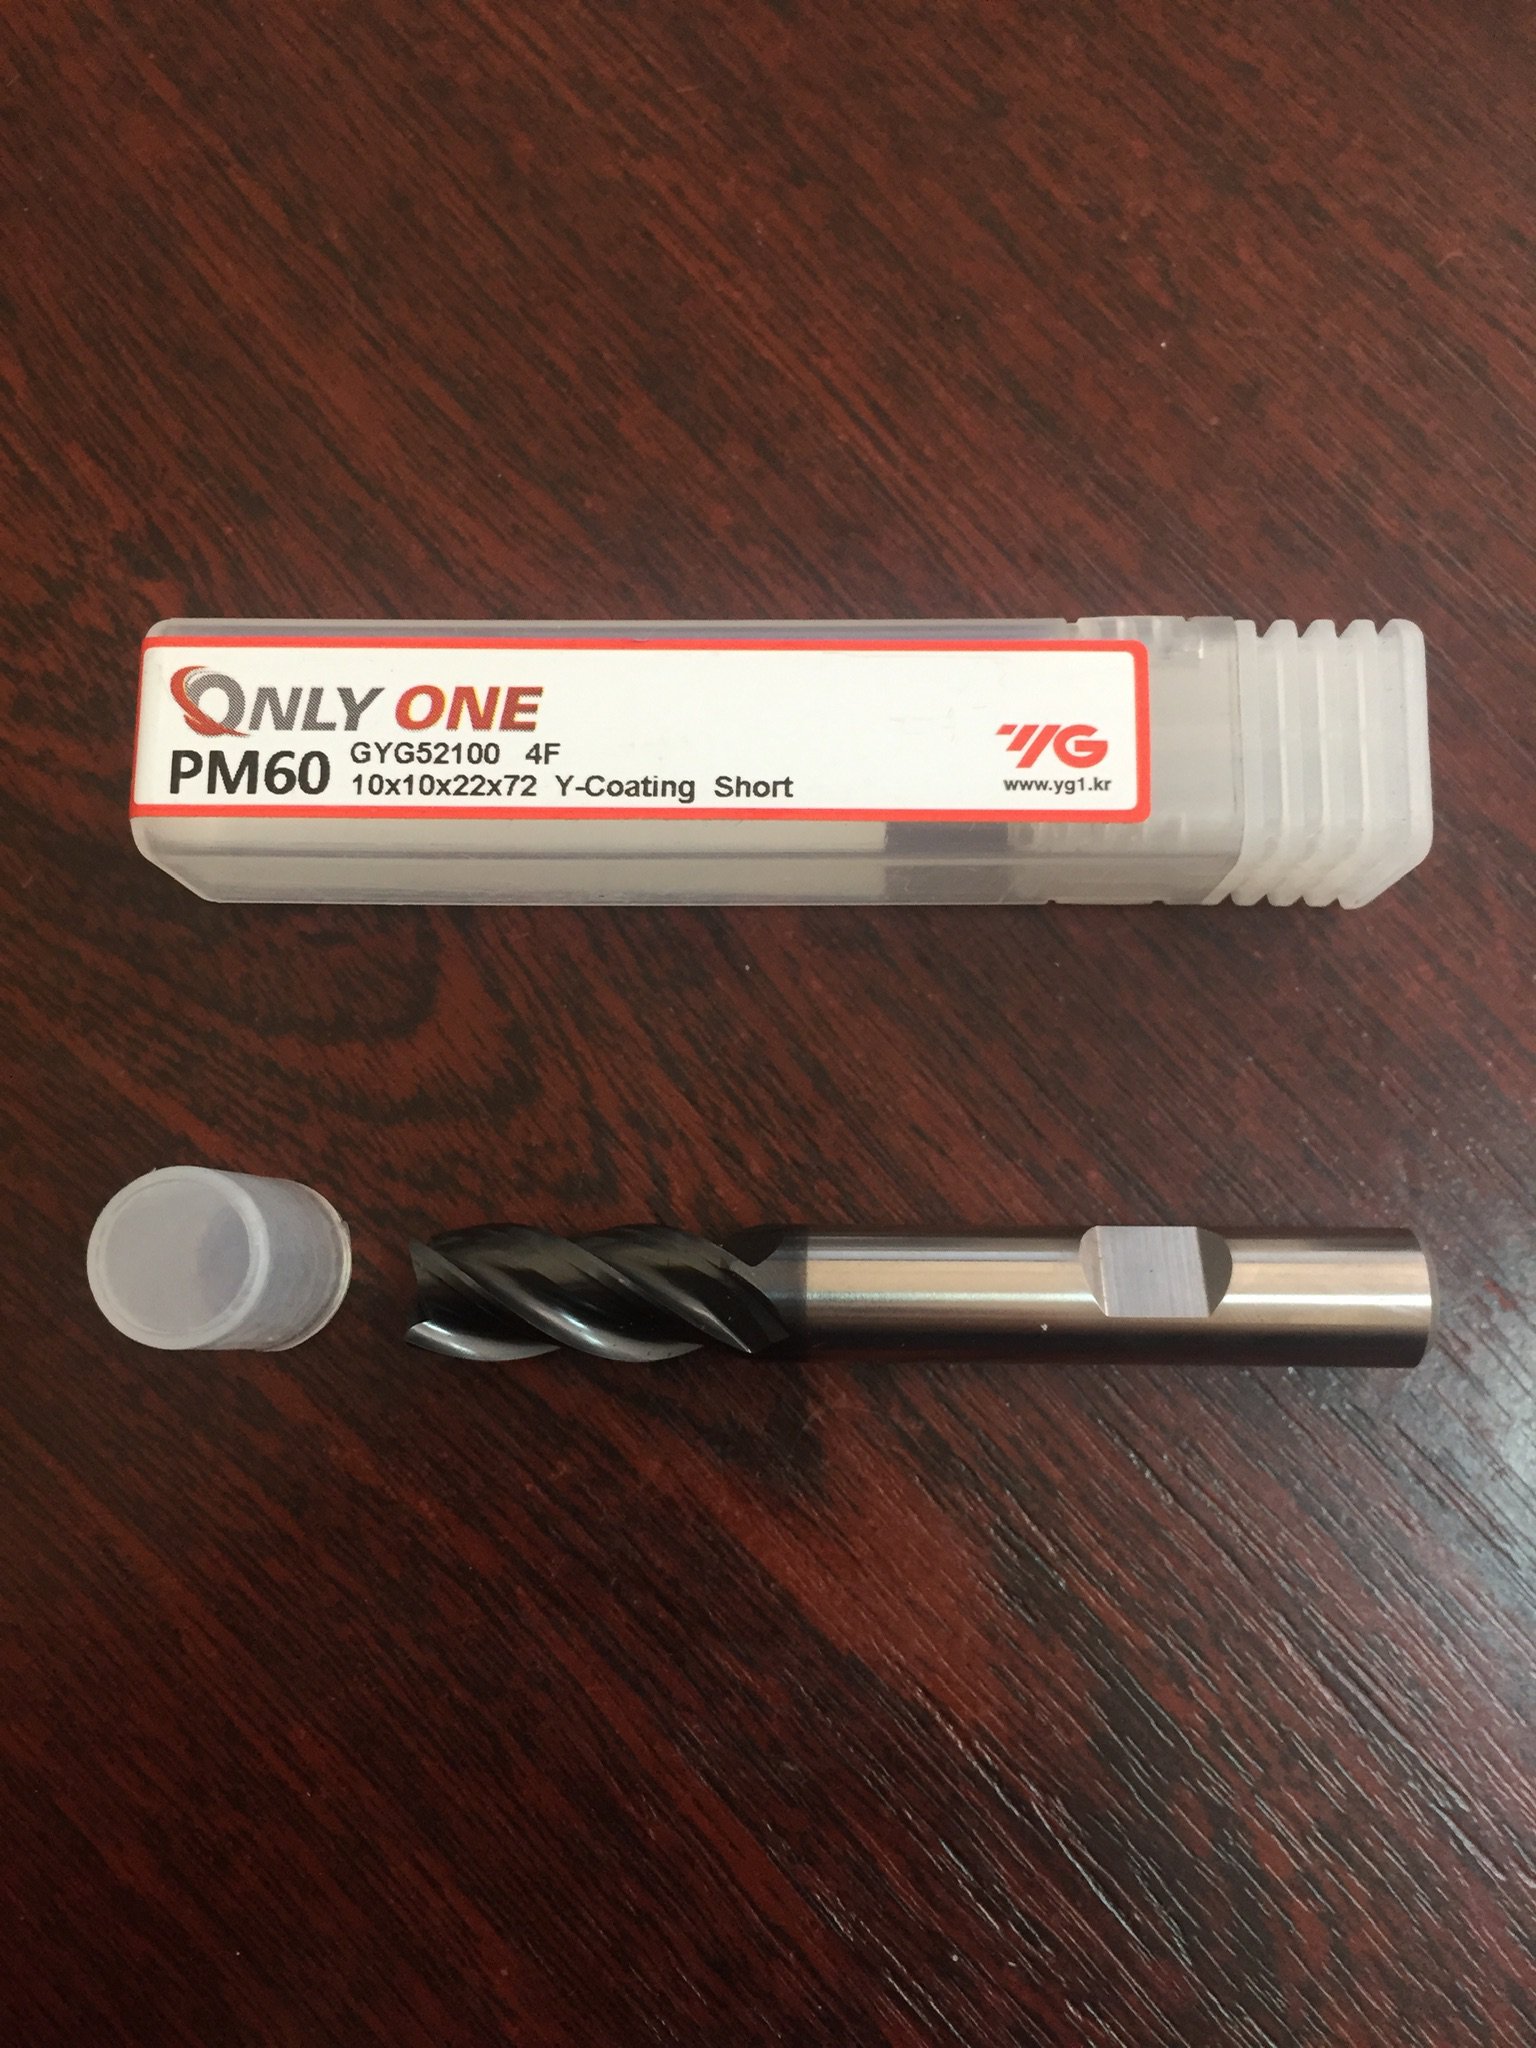 ONLY ONE
PM60
GYG52100 4F
10x10x22x72 Y-Coating Short
YG
www.yg1.kr